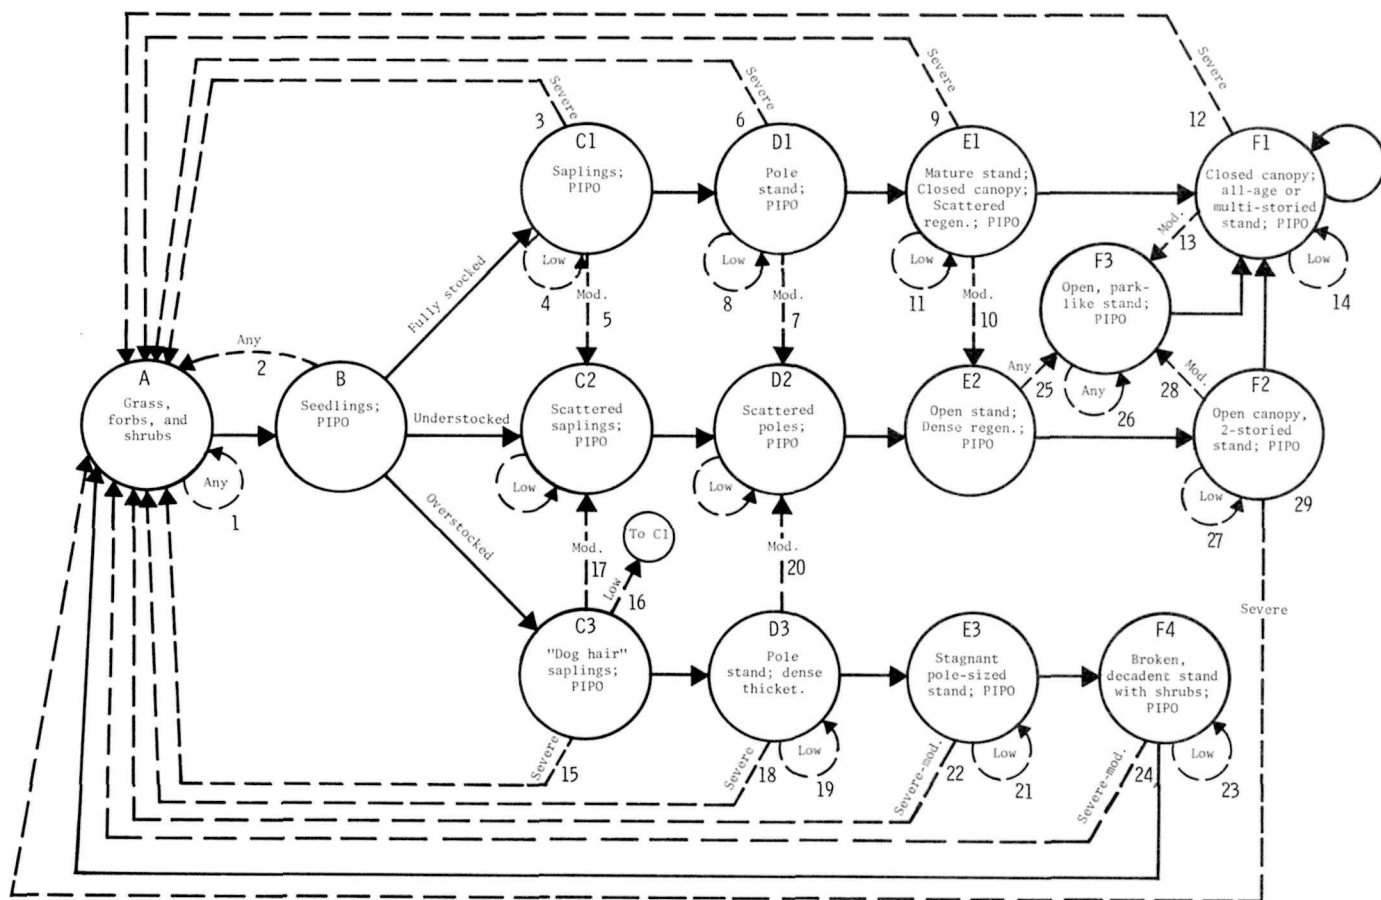 Severe
Severe
Severe
Severe
3
6
9
12
C1
Saplings;
PIPO
D1
Pole
stand;
PIPO
E1
Mature stand;
Closed canopy;
Scattered
regen.; PIPO
F1
Closed canopy;
all-age or
multi-storied
stand; PIPO
Low
4
Mod.
5
Low
8
Mod.
7
Low
11
Mod.
10
Mod.
13
Low
14
F3
Open, park-
like stand;
PIPO
Fully stocked
Any
2
A
Grass,
forbs, and
shrubs
B
Seedlings;
PIPO
Understocked
C2
Scattered
saplings;
PIPO
D2
Scattered
poles;
PIPO
E2
Open stand;
Dense regen.;
PIPO
Any
25
Any
26
Mod.
28
F2
Open canopy,
2-storied
stand; PIPO
Any
1
Low
Low
Low
27
29
Overstocked
Mod.
17
To C1
Low
16
Mod.
20
Severe
C3
"Dog hair"
saplings;
PIPO
D3
Pole
stand; dense
thicket.
E3
Stagnant
pole-sized
stand; PIPO
F4
Broken,
decadent stand
with shrubs;
PIPO
Severe
15
Severe
18
Low
19
Severe-mod.
22
Low
21
Severe-mod.
24
Low
23